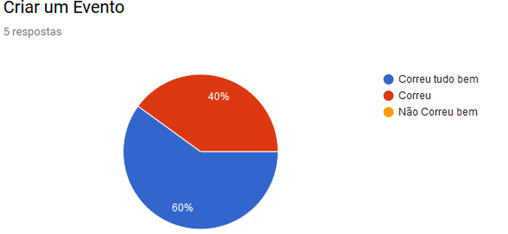 Criar um Evento
5 respostas
40%
60%
Correu tudo bem
Correu
Não Correu bem